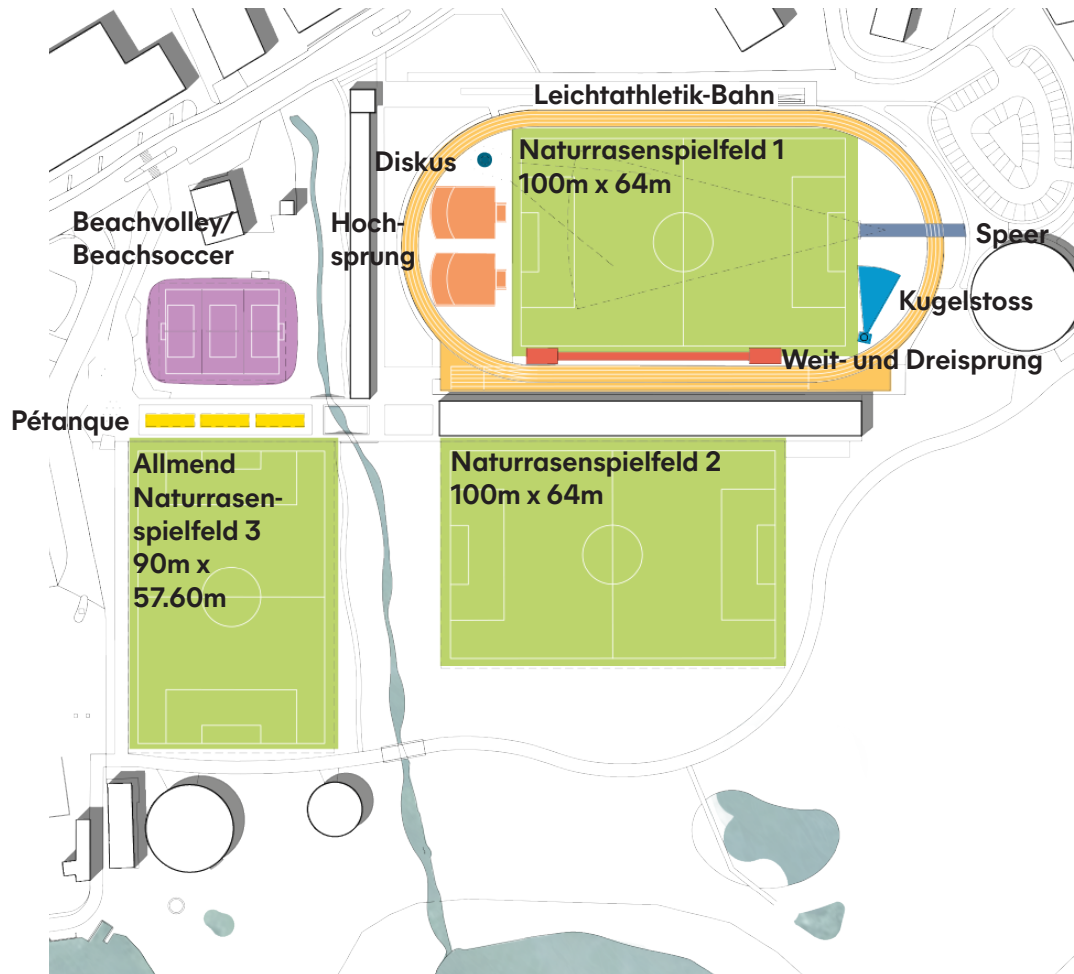 Leichtathletik-Bahn
Diskus
Naturrasenspielfeld 1
100m x 64m
Beachvolley/
Beachsoccer
Hoch-
sprung
Speer
Kugelstoss
Weit- und Dreisprung
Pétanque
Allmend
Naturrasen-
spielfeld 3
90m x
57.60m
Naturrasenspielfeld 2
100m x 64m